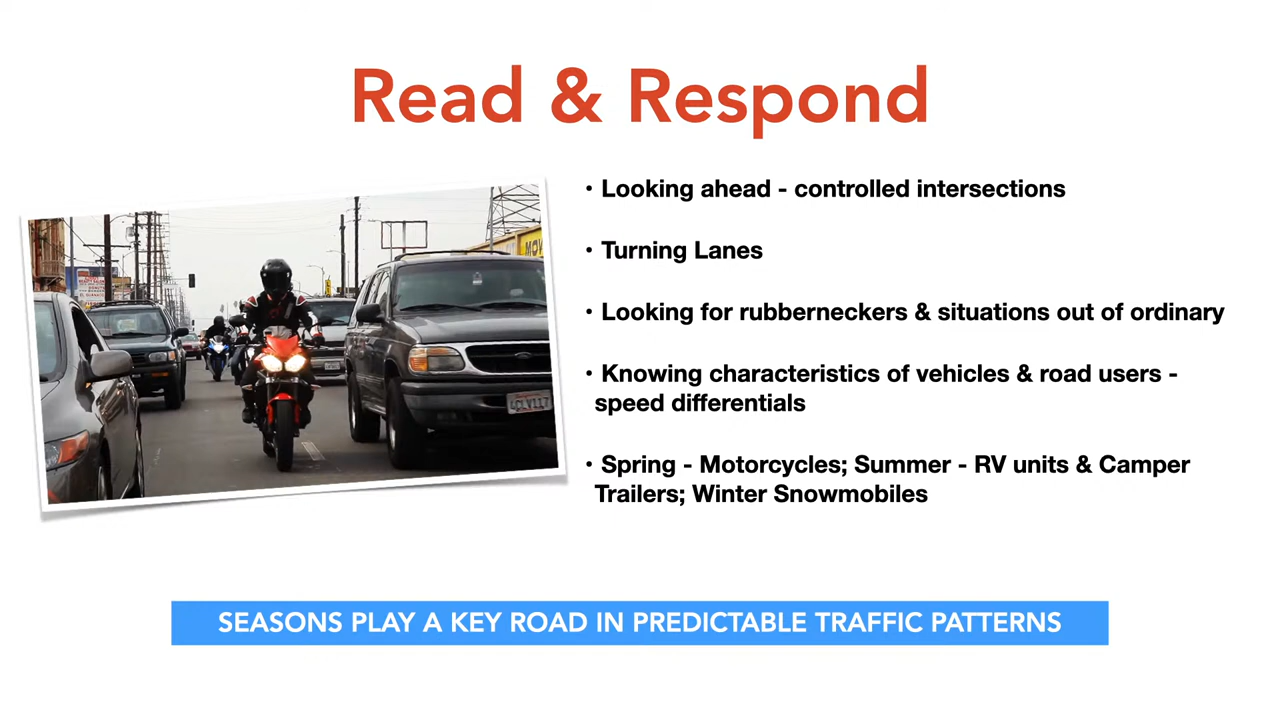 Read & Respond
• Looking ahead - controlled intersections
• Turning Lanes
• Looking for rubberneckers & situations out of ordinary
• Knowing characteristics of vehicles & road users -
speed differentials
• Spring - Motorcycles; Summer - RV units & Camper
Trailers; Winter Snowmobiles
MOV
SEASONS PLAY A KEY ROAD IN PREDICTABLE TRAFFIC PATTERNS